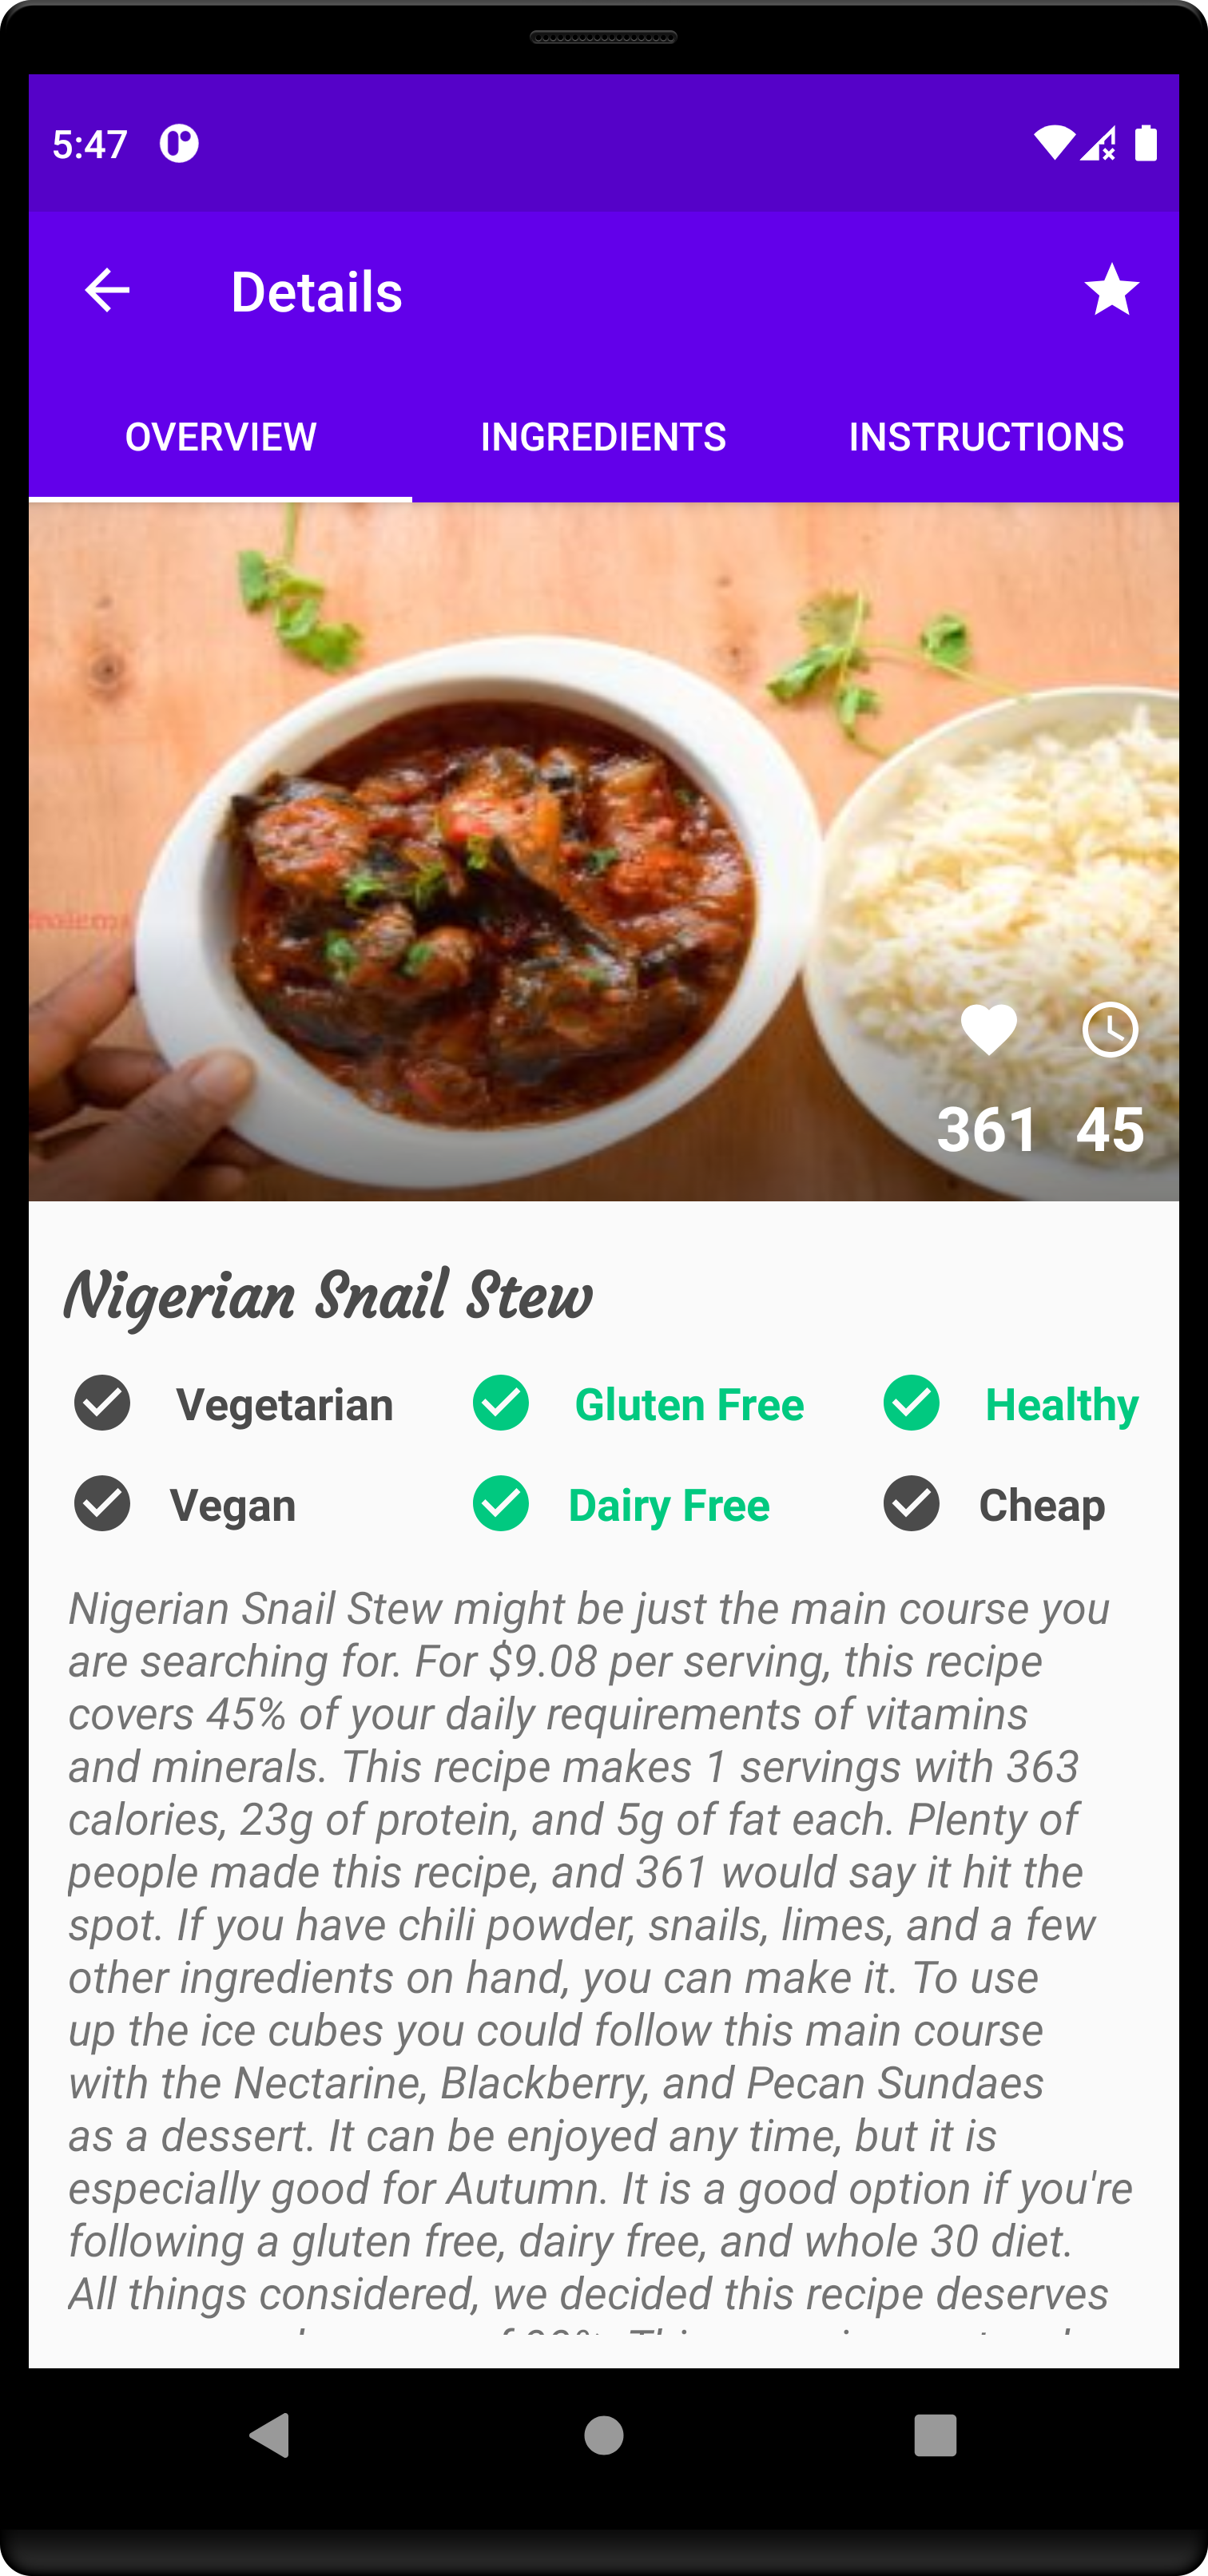 5:47
Details
OVERVIEW INGREDIENTS INSTRUCTIONS
361 45
Nigerian Snail Stew
Vegetarian Gluten Free Healthy
Vegan Dairy Free Cheap
Nigerian Snail Stew might be just the main course you
are searching for. For $9.08 per serving, this recipe
covers 45% of your daily requirements of vitamins
and minerals. This recipe makes 1 servings with 363
calories, 23g of protein, and 5g of fat each. Plenty of
people made this recipe, and 361 would say it hit the
spot. If you have chili powder, snails, limes, and a few
other ingredients on hand, you can make it. To use
up the ice cubes you could follow this main course
with the Nectarine, Blackberry, and Pecan Sundaes
as a dessert. It can be enjoyed any time, but it is
especially good for Autumn. It is a good option if you're
following a gluten free, dairy free, and whole 30 diet.
All things considered, we decided this recipe deserves